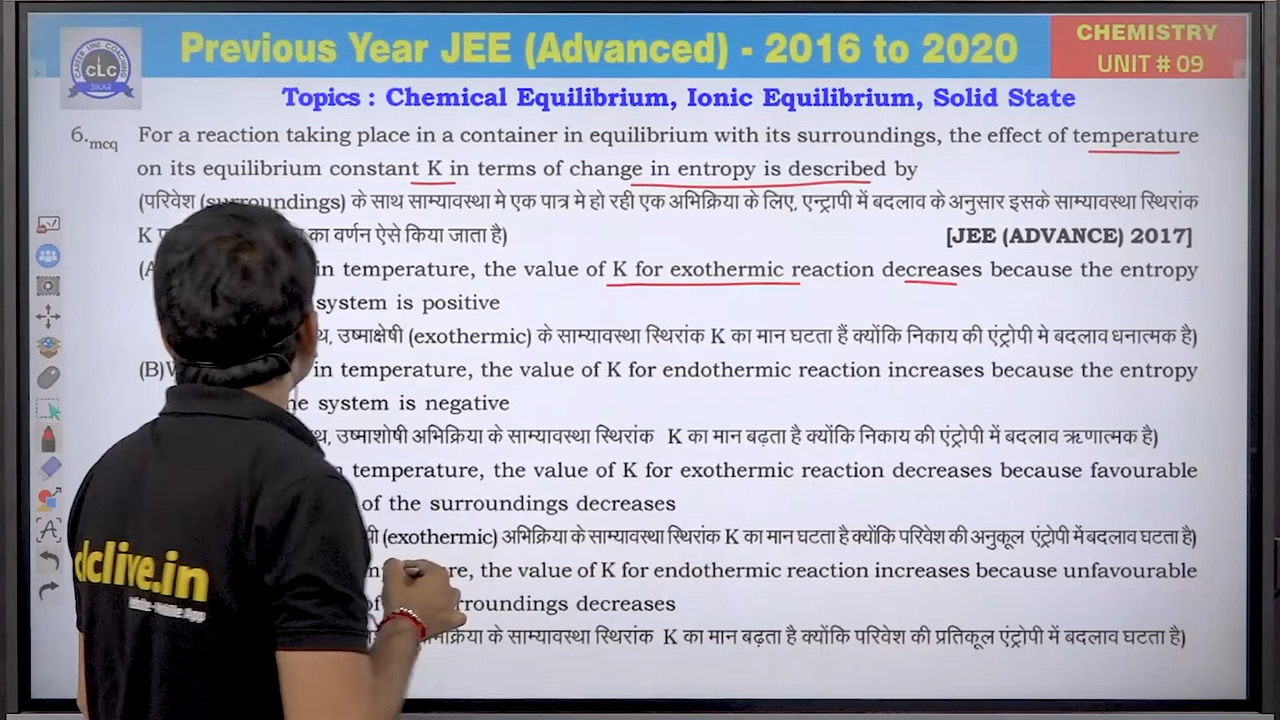 Previous Year JEE (Advanced) - 2016 to 2020
CHEMISTRY
UNIT # 09
CAREER LINE COACHING
CLC
SIKAR
Topics : Chemical Equilibrium, Ionic Equilibrium, Solid State
6.mcq For a reaction taking place in a container in equilibrium with its surroundings, the effect of temperature
on its equilibrium constant K in terms of change in entropy is described by
(परिवेश (surroundings) के साथ साम्यावस्था मे एक पात्र मे हो रही एक अभिक्रिया के लिए, एन्ट्रापी में बदलाव के अनुसार इसके साम्यावस्था स्थिरांक
K का वर्णन ऐसे किया जाता है) [JEE (ADVANCE) 2017]
(A in temperature, the value of K for exothermic reaction decreases because the entropy
system is positive
उष्माक्षेषी (exothermic) के साम्यावस्था स्थिरांक K का मान घटता हैं क्योंकि निकाय की एंट्रोपी मे बदलाव धनात्मक है)
(B) in temperature, the value of K for endothermic reaction increases because the entropy
system is negative
उष्माशोषी अभिक्रिया के साम्यावस्था स्थिरांक K का मान बढ़ता है क्योंकि निकाय की एंट्रोपी में बदलाव ऋणात्मक है)
temperature, the value of K for exothermic reaction decreases because favourable
of the surroundings decreases
(exothermic) अभिक्रिया के साम्यावस्था स्थिरांक K का मान घटता है क्योंकि परिवेश की अनुकूल एंट्रोपी में बदलाव घटता है)
the value of K for endothermic reaction increases because unfavourable
decreases
के साम्यावस्था स्थिरांक K का मान बढ़ता है क्योंकि परिवेश की प्रतिकूल एंट्रोपी में बदलाव घटता है)
clclive.in